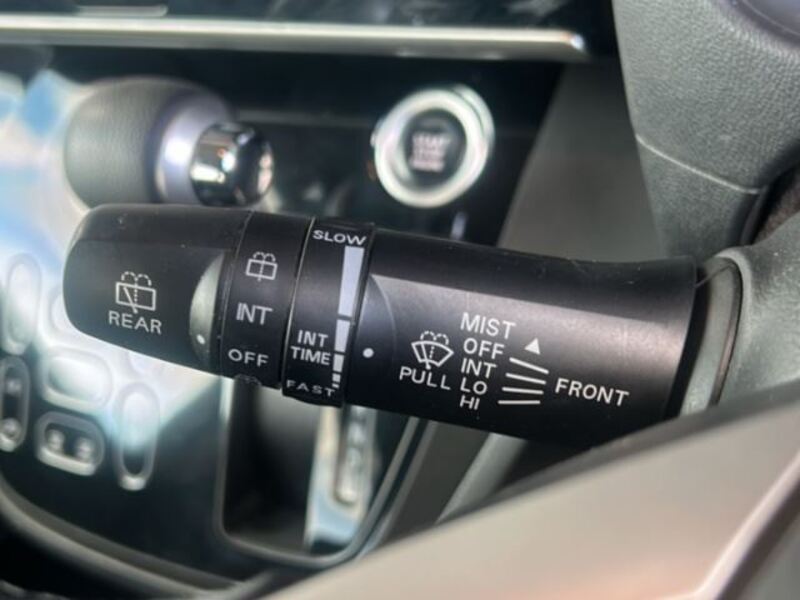 REAR
INT
OFF
SLOW
INT
TIME
FAST
PULL
MIST
OFF
INT
LO
HI
FRONT